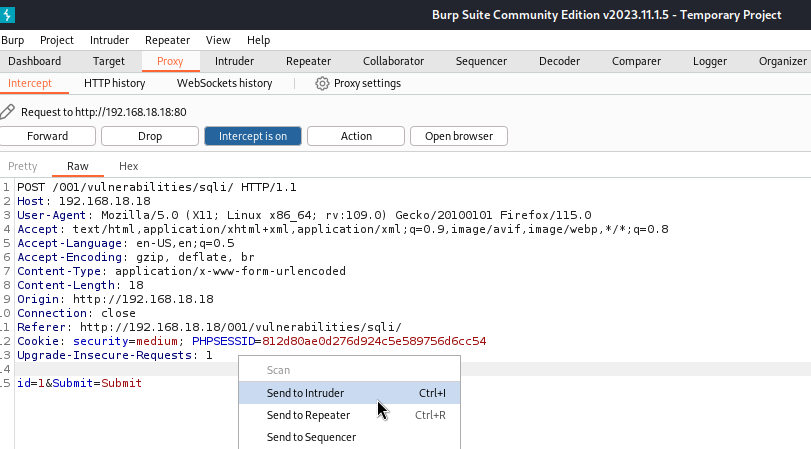 Burp Suite Community Edition v2023.11.1.5 - Temporary Project
Burp Project Intruder Repeater View Help
Dashboard Target Proxy Intruder Repeater Collaborator Sequencer Decoder Comparer Logger Organizer
Intercept HTTP history WebSockets history Proxy settings
Request to http://192.168.18.18:80
Forward Drop Intercept is on Action Open browser
Pretty Raw Hex
1 POST /001/vulnerabilities/sqli/ HTTP/1.1
2 Host: 192.168.18.18
3 User-Agent: Mozilla/5.0 (X11; Linux x86_64; rv:109.0) Gecko/20100101 Firefox/115.0
4 Accept: text/html,application/xhtml+xml,application/xml;q=0.9,image/avif,image/webp,*/*;q=0.8
5 Accept-Language: en-US,en;q=0.5
6 Accept-Encoding: gzip, deflate, br
7 Content-Type: application/x-www-form-urlencoded
8 Content-Length: 18
9 Origin: http://192.168.18.18
10 Connection: close
11 Referer: http://192.168.18.18/001/vulnerabilities/sqli/
12 Cookie: security=medium; PHPSESSID=812d80ae0d276d924c5e589756d6cc54
13 Upgrade-Insecure-Requests: 1
14
15 id=1&Submit=Submit
Scan
Send to Intruder Ctrl+I
Send to Repeater Ctrl+R
Send to Sequencer